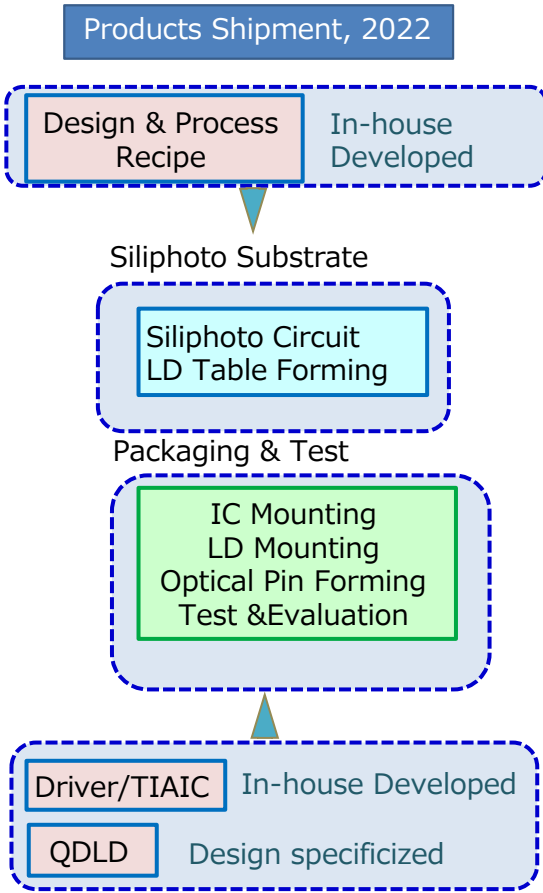 Products Shipment, 2022
Design & Process
Recipe
In-house
Developed
Siliphoto Substrate
Siliphoto Circuit
LD Table Forming
Packaging & Test
IC Mounting
LD Mounting
Optical Pin Forming
Test &Evaluation
Driver/TIAIC
In-house Developed
QDLD
Design specificized